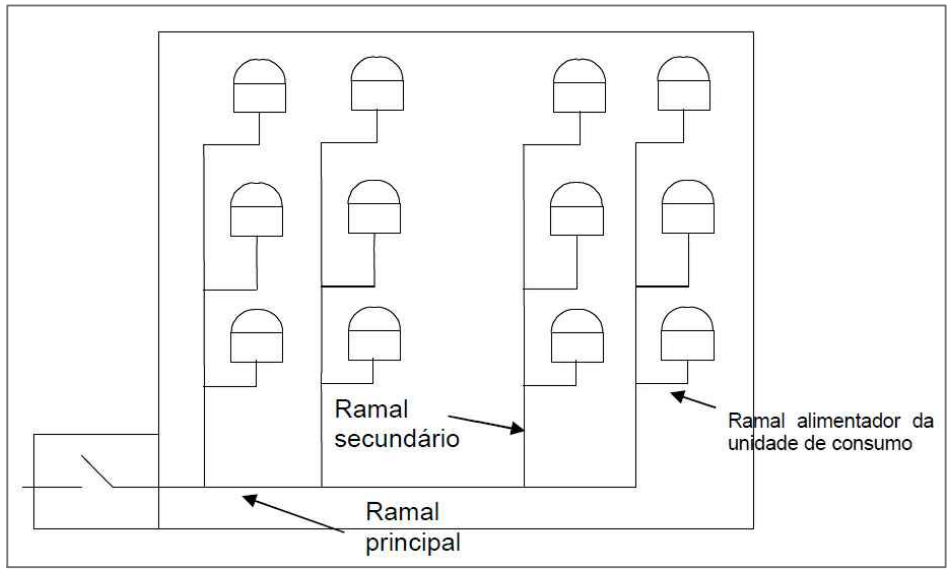 Ramal
secundário
Ramal alimentador da
unidade de consumo
Ramal
principal